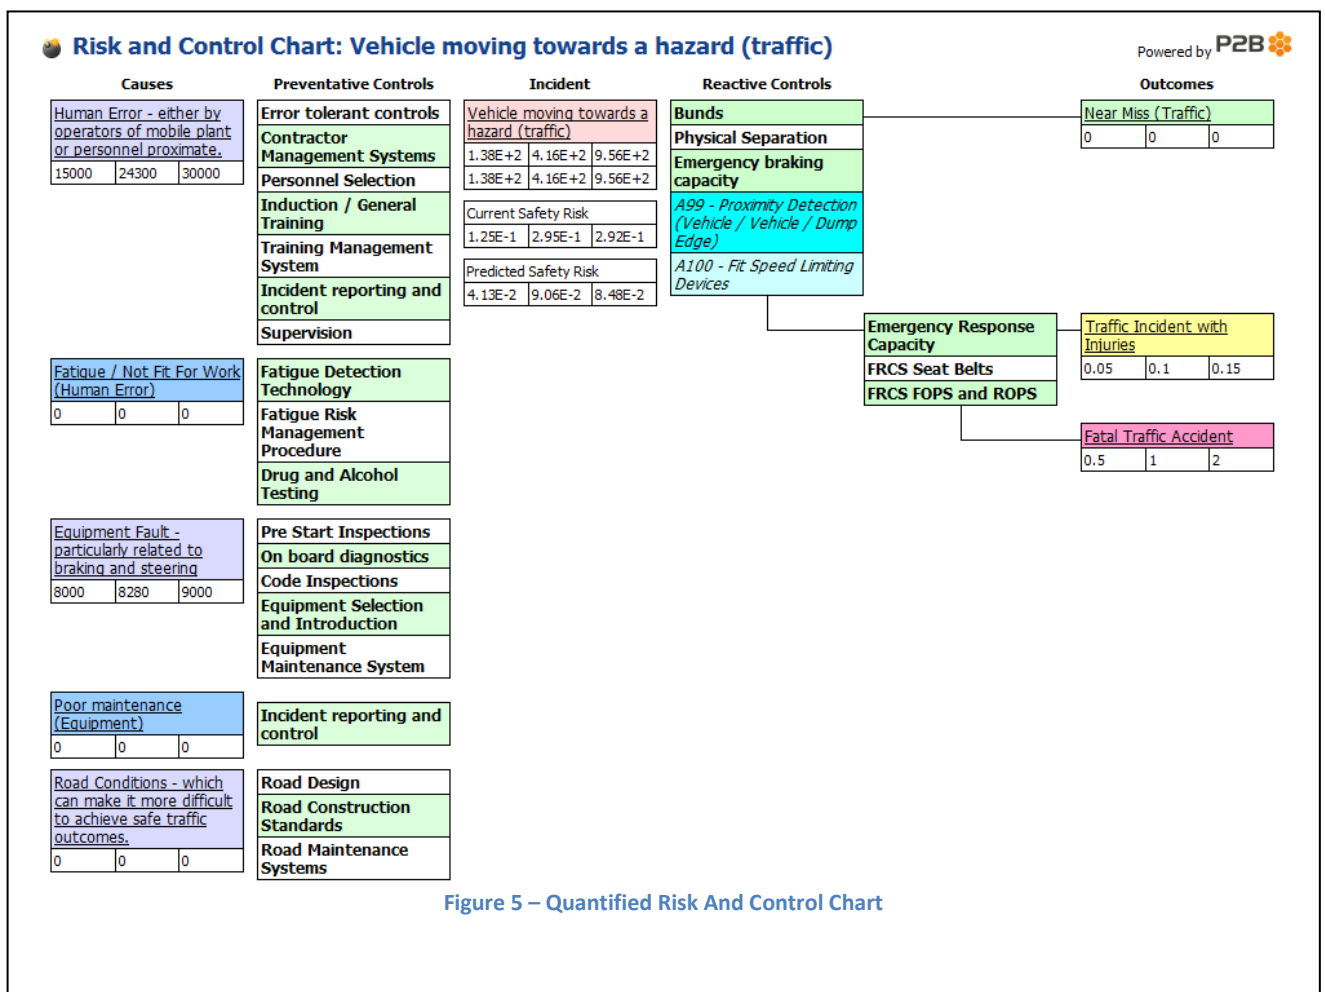 Risk and Control Chart: Vehicle moving towards a hazard (traffic)
Powered by P2B
Causes
Preventative Controls
Incident
Reactive Controls
Outcomes
Human Error - either by
operators of mobile plant
or personnel proximate.
15000 24300 30000
Error tolerant controls
Contractor
Management Systems
Personnel Selection
Induction / General
Training
Training Management
System
Incident reporting and
control
Supervision
Vehicle moving towards a
hazard (traffic)
1.38E+2 4.16E+2 9.56E+2
1.38E+2 4.16E+2 9.56E+2
Current Safety Risk
1.25E-1 2.95E-1 2.92E-1
Predicted Safety Risk
4.13E-2 9.06E-2 8.48E-2
Bunds
Physical Separation
Emergency braking
capacity
A99 - Proximity Detection
(Vehicle / Vehicle / Dump
Edge)
A100 - Fit Speed Limiting
Devices
Near Miss (Traffic)
0 0 0
Emergency Response
Capacity
FRCS Seat Belts
FRCS FOPS and ROPS
Traffic Incident with
Injuries
0.05 0.1 0.15
Fatal Traffic Accident
0.5 1 2
Fatigue / Not Fit For Work
(Human Error)
0 0 0
Fatigue Detection
Technology
Fatigue Risk
Management
Procedure
Drug and Alcohol
Testing
Equipment Fault -
particularly related to
braking and steering
8000 8280 9000
Pre Start Inspections
On board diagnostics
Code Inspections
Equipment Selection
and Introduction
Equipment
Maintenance System
Poor maintenance
(Equipment)
0 0 0
Incident reporting and
control
Road Conditions - which
can make it more difficult
to achieve safe traffic
outcomes.
0 0 0
Road Design
Road Construction
Standards
Road Maintenance
Systems
Figure 5 – Quantified Risk And Control Chart